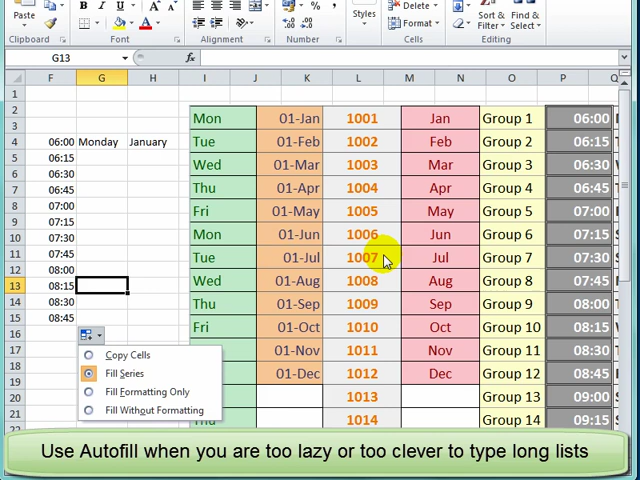 Paste
B I U
%
Styles
Delete
Format
Sort & Filter
Find & Select
Clipboard Font Alignment Number Cells Editing
G13 fx
F G H I J K L M N O P Q
1
2 Mon 01-Jan 1001 Jan Group 1 06:00
3
4 06:00 Monday January Tue 01-Feb 1002 Feb Group 2 06:15
5 06:15 Wed 01-Mar 1003 Mar Group 3 06:30
6 06:30 Thu 01-Apr 1004 Apr Group 4 06:45
7 06:45
8 07:00 Fri 01-May 1005 May Group 5 07:00
9 07:15 Mon 01-Jun 1006 Jun Group 6 07:15
10 07:30 Tue 01-Jul 1007 Jul Group 7 07:30
11 07:45 Wed 01-Aug 1008 Aug Group 8 07:45
12 08:00
13 08:15 Thu 01-Sep 1009 Sep Group 9 08:00
14 08:30
15 08:45 Fri 01-Oct 1010 Oct Group 10 08:15
16
17 01-Nov 1011 Nov Group 11 08:30
18 01-Dec 1012 Dec Group 12 08:45
19
20 1013 Group 13 09:00
21 Thu 1014 Group 14 09:15
Copy Cells
Fill Series
Fill Formatting Only
Fill Without Formatting
Use Autofill when you are too lazy or too clever to type long lists